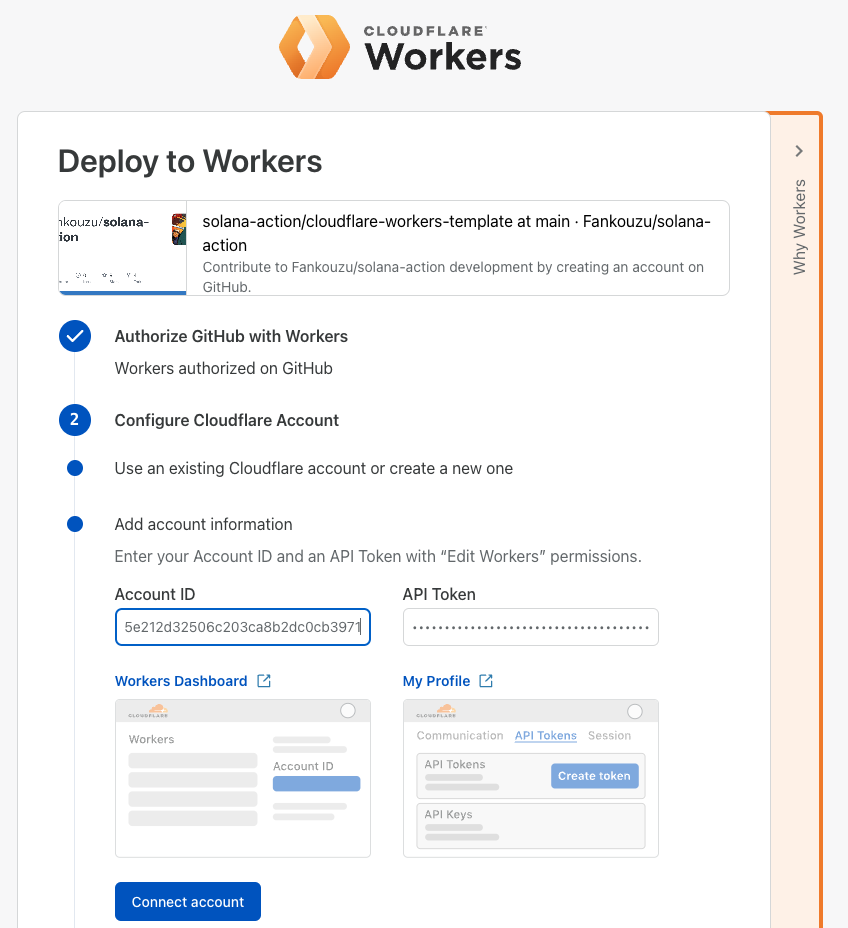 CLOUDFLARE
Workers
Deploy to Workers
nkouzu/solana-
ion
solana-action/cloudflare-workers-template at main · Fankouzu/solana-
action
Contribute to Fankouzu/solana-action development by creating an account on
GitHub.
Why Workers
Authorize GitHub with Workers
Workers authorized on GitHub
2
Configure Cloudflare Account
Use an existing Cloudflare account or create a new one
Add account information
Enter your Account ID and an API Token with “Edit Workers” permissions.
Account ID
API Token
5e212d32506c203ca8b2dc0cb3971
Workers Dashboard
My Profile
CLOUDFLARE
Workers
Account ID
CLOUDFLARE
Communication API Tokens Session
API Tokens
Create token
API Keys
Connect account